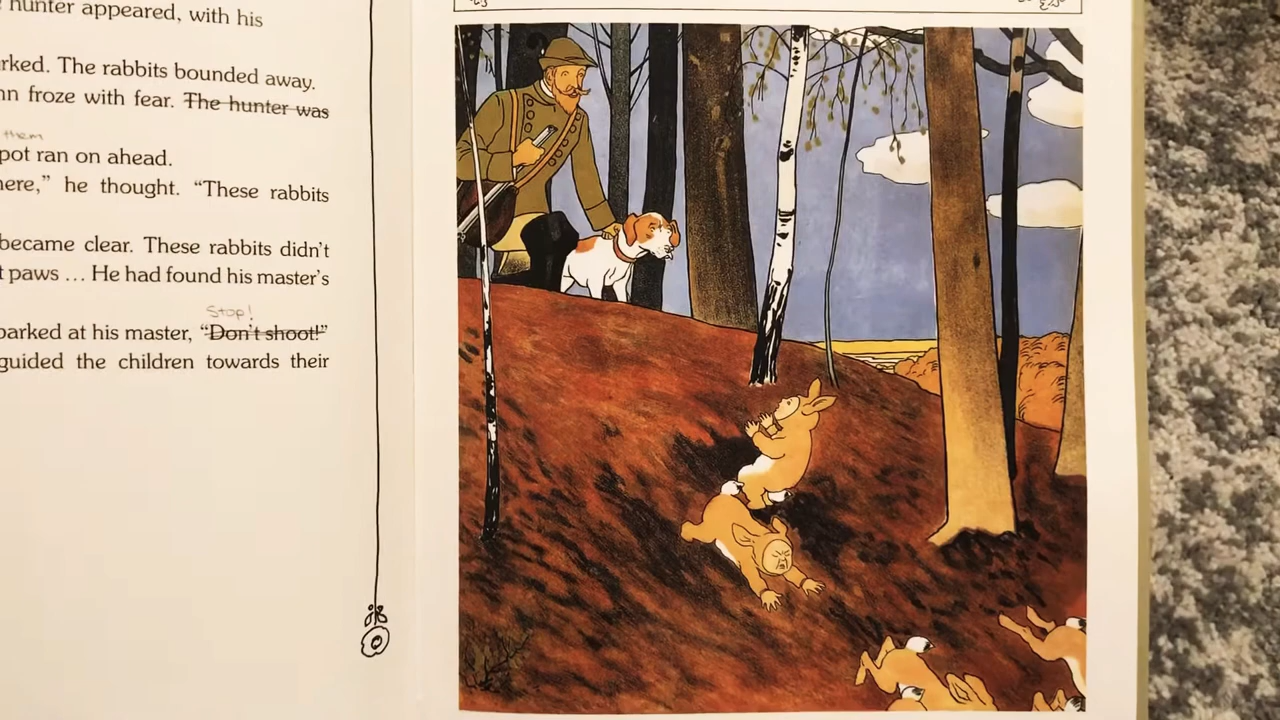 hunter appeared, with his
rked. The rabbits bounded away.
nn froze with fear. The hunter was
them
pot ran on ahead.
here,” he thought. “These rabbits
became clear. These rabbits didn’t
t paws ... He had found his master’s
Stop!
barked at his master, “Don’t shoot!”
guided the children towards their